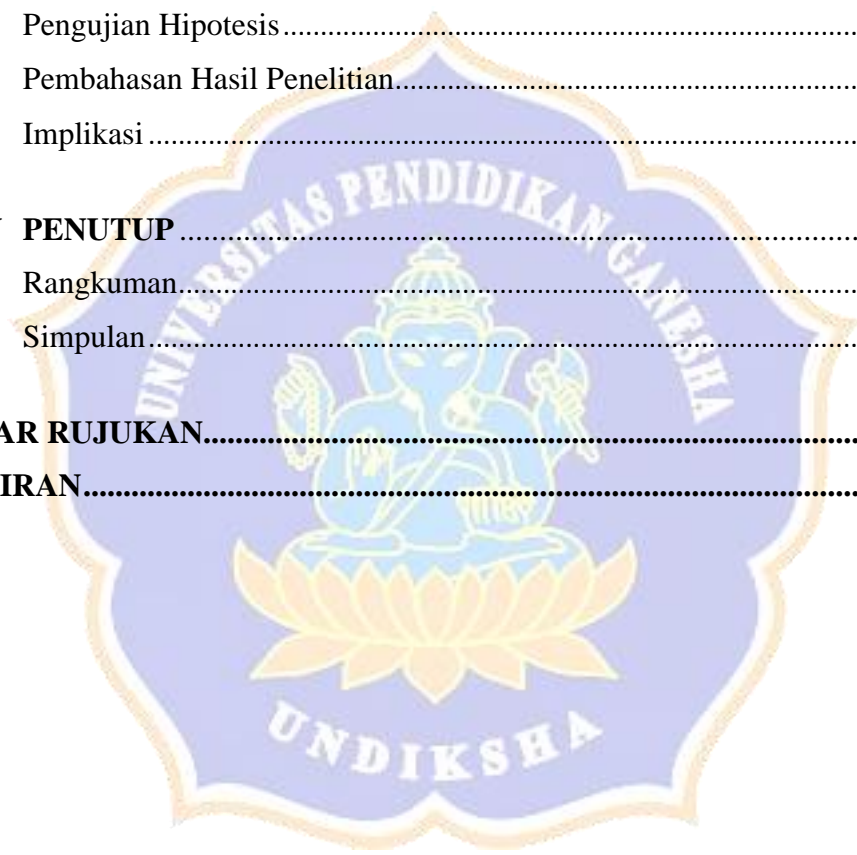 Pengujian Hipotesis................................................................................
Pembahasan Hasil Penelitian................................................................
Implikasi................................................................................................
PENUTUP............................................................................................
Rangkuman............................................................................................
Simpulan................................................................................................
AR RUJUKAN.....................................................................................
IRAN.....................................................................................................
UNIVERSITAS PENDIDIKAN GANESHA
UNDIKSHA